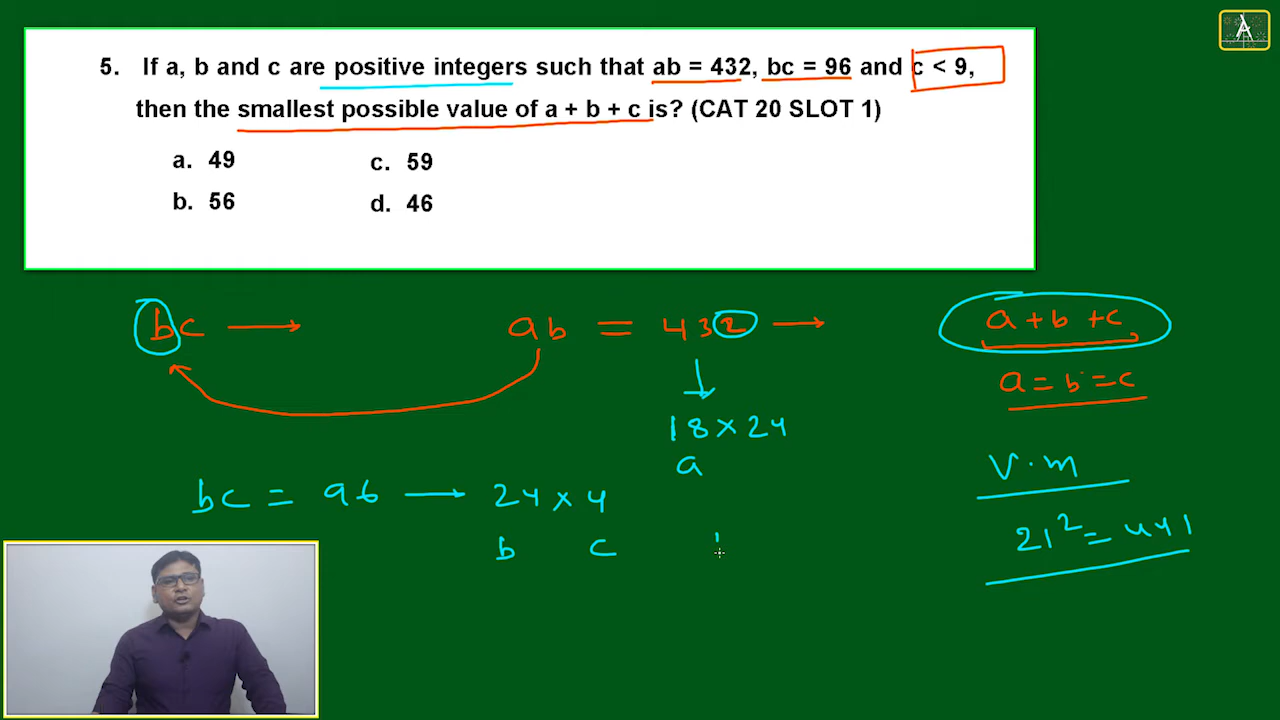 5. If a, b and c are positive integers such that ab = 432, bc = 96 and c < 9,
then the smallest possible value of a + b + c is? (CAT 20 SLOT 1)
a. 49 c. 59
b. 56 d. 46
bc → ab = 432 → a + b + c
a = b = c
18 × 24
a
V. m
bc = 96 → 24 × 4
b c
21² = 441